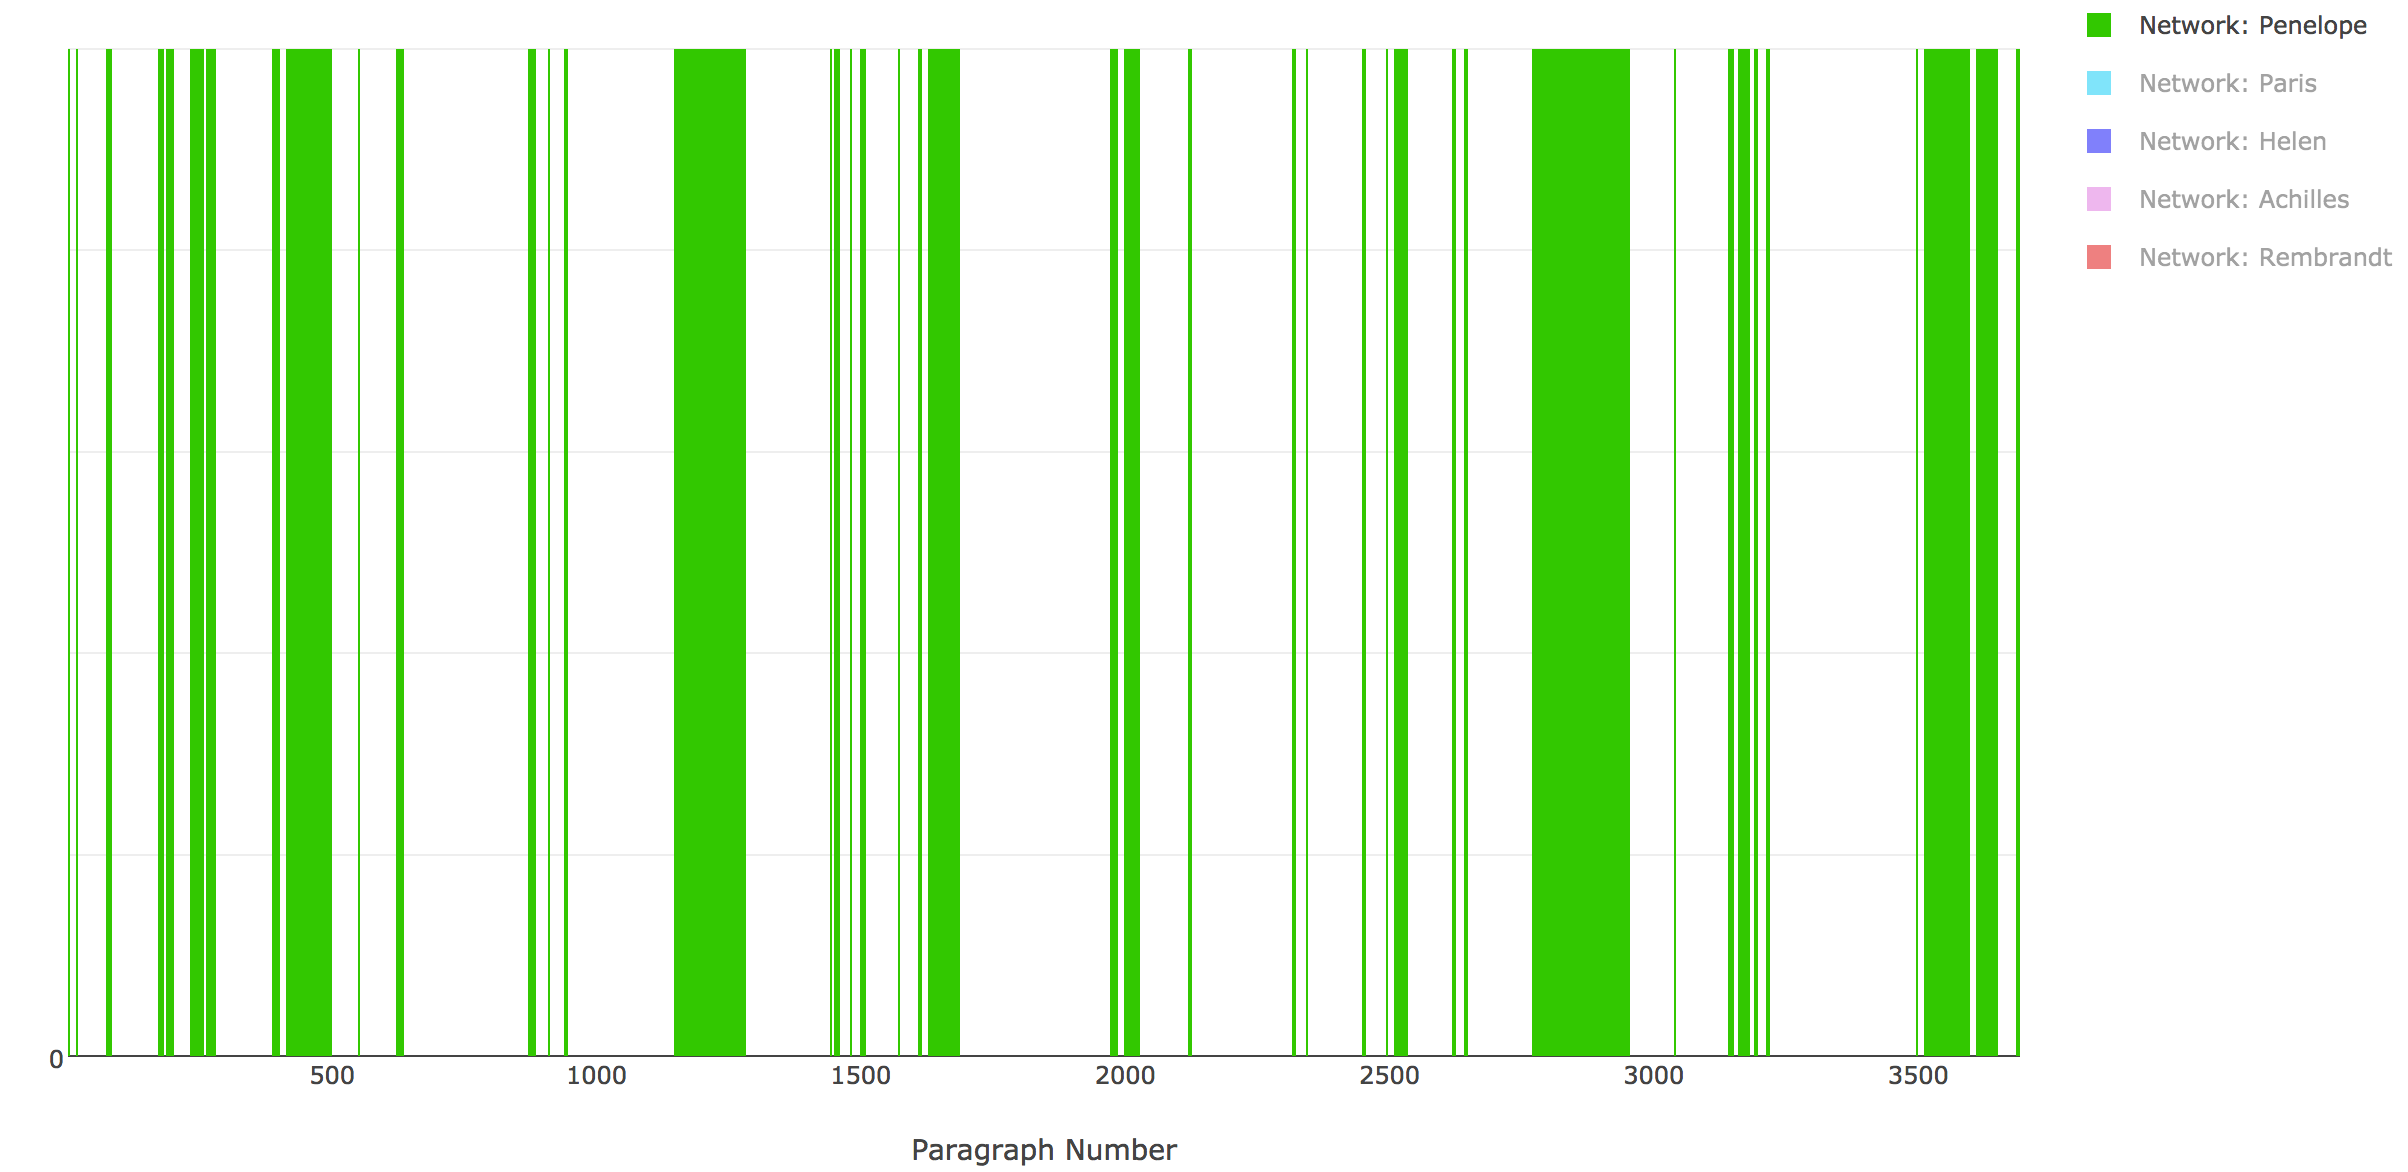 Network: Penelope
Network: Paris
Network: Helen
Network: Achilles
Network: Rembrandt
0
500 1000 1500 2000 2500 3000 3500
Paragraph Number